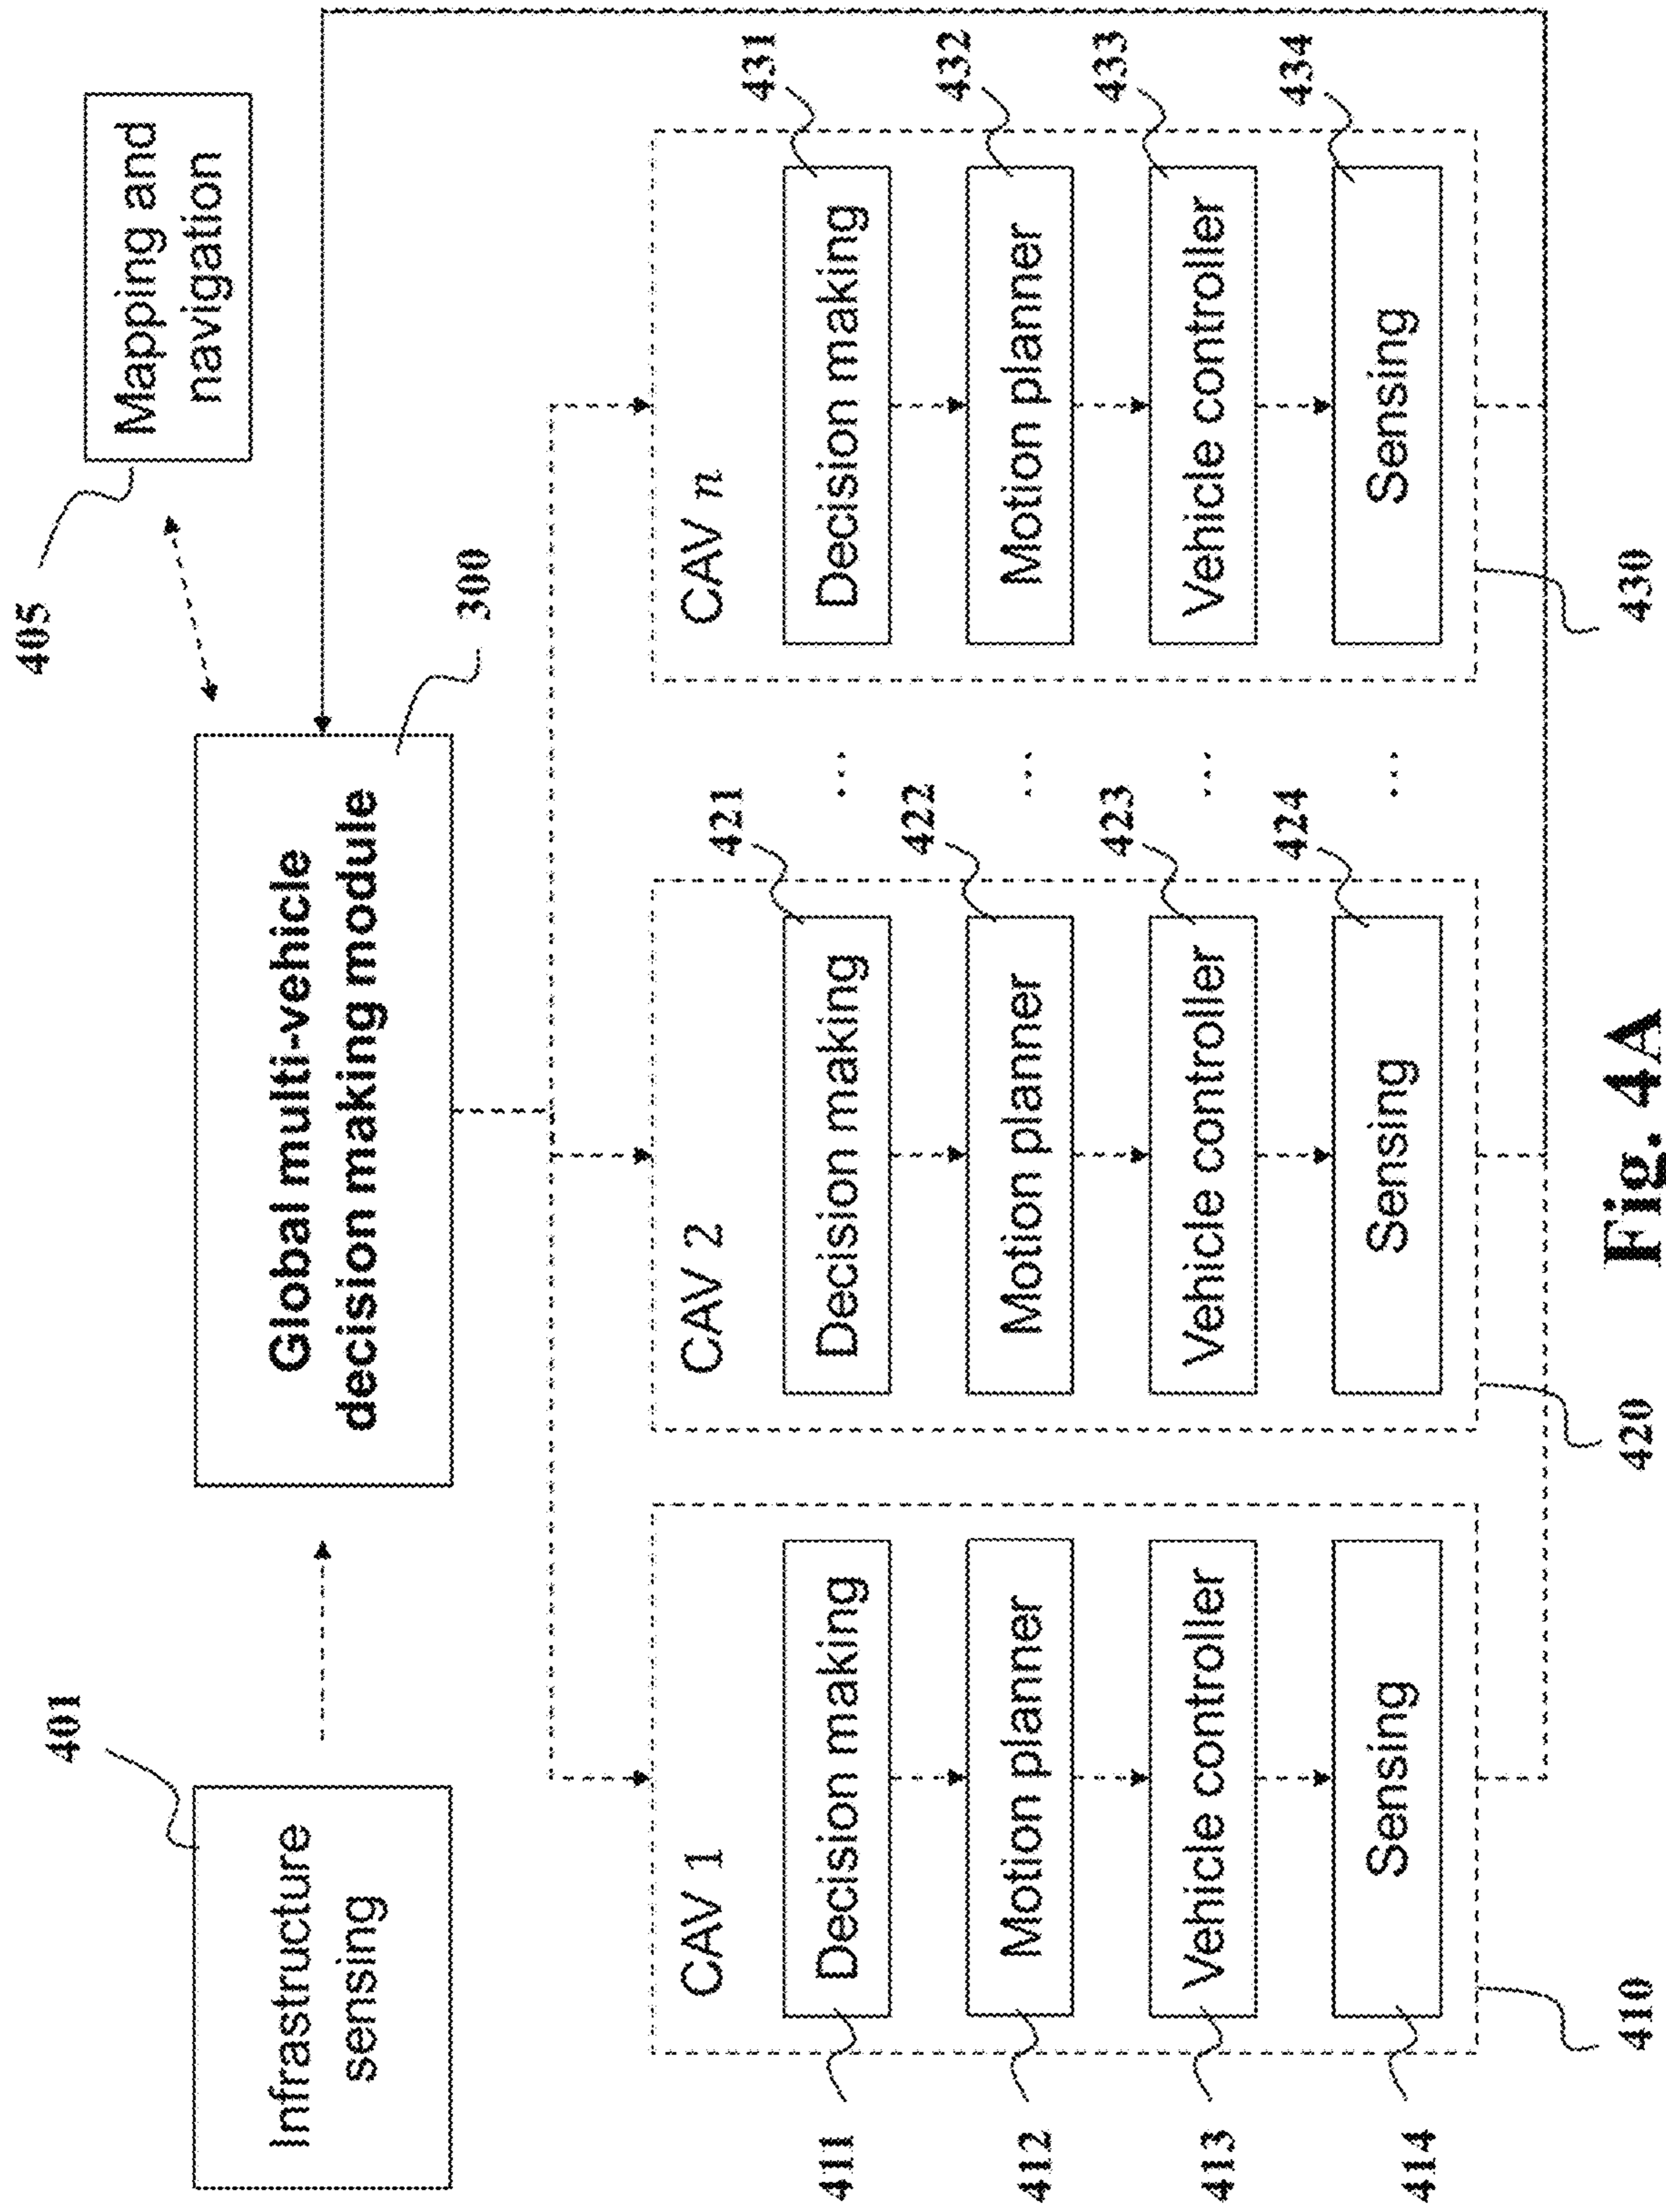 405
Mapping and
navigation
401
Infrastructure
sensing
Global multi-vehicle
decision making module
300
CAV 1
411
Decision making
412
Motion planner
413
Vehicle controller
414
Sensing
410
CAV 2
421
Decision making
422
Motion planner
423
Vehicle controller
424
Sensing
420
...
...
...
...
CAV n
431
Decision making
432
Motion planner
433
Vehicle controller
434
Sensing
430
Fig. 4A